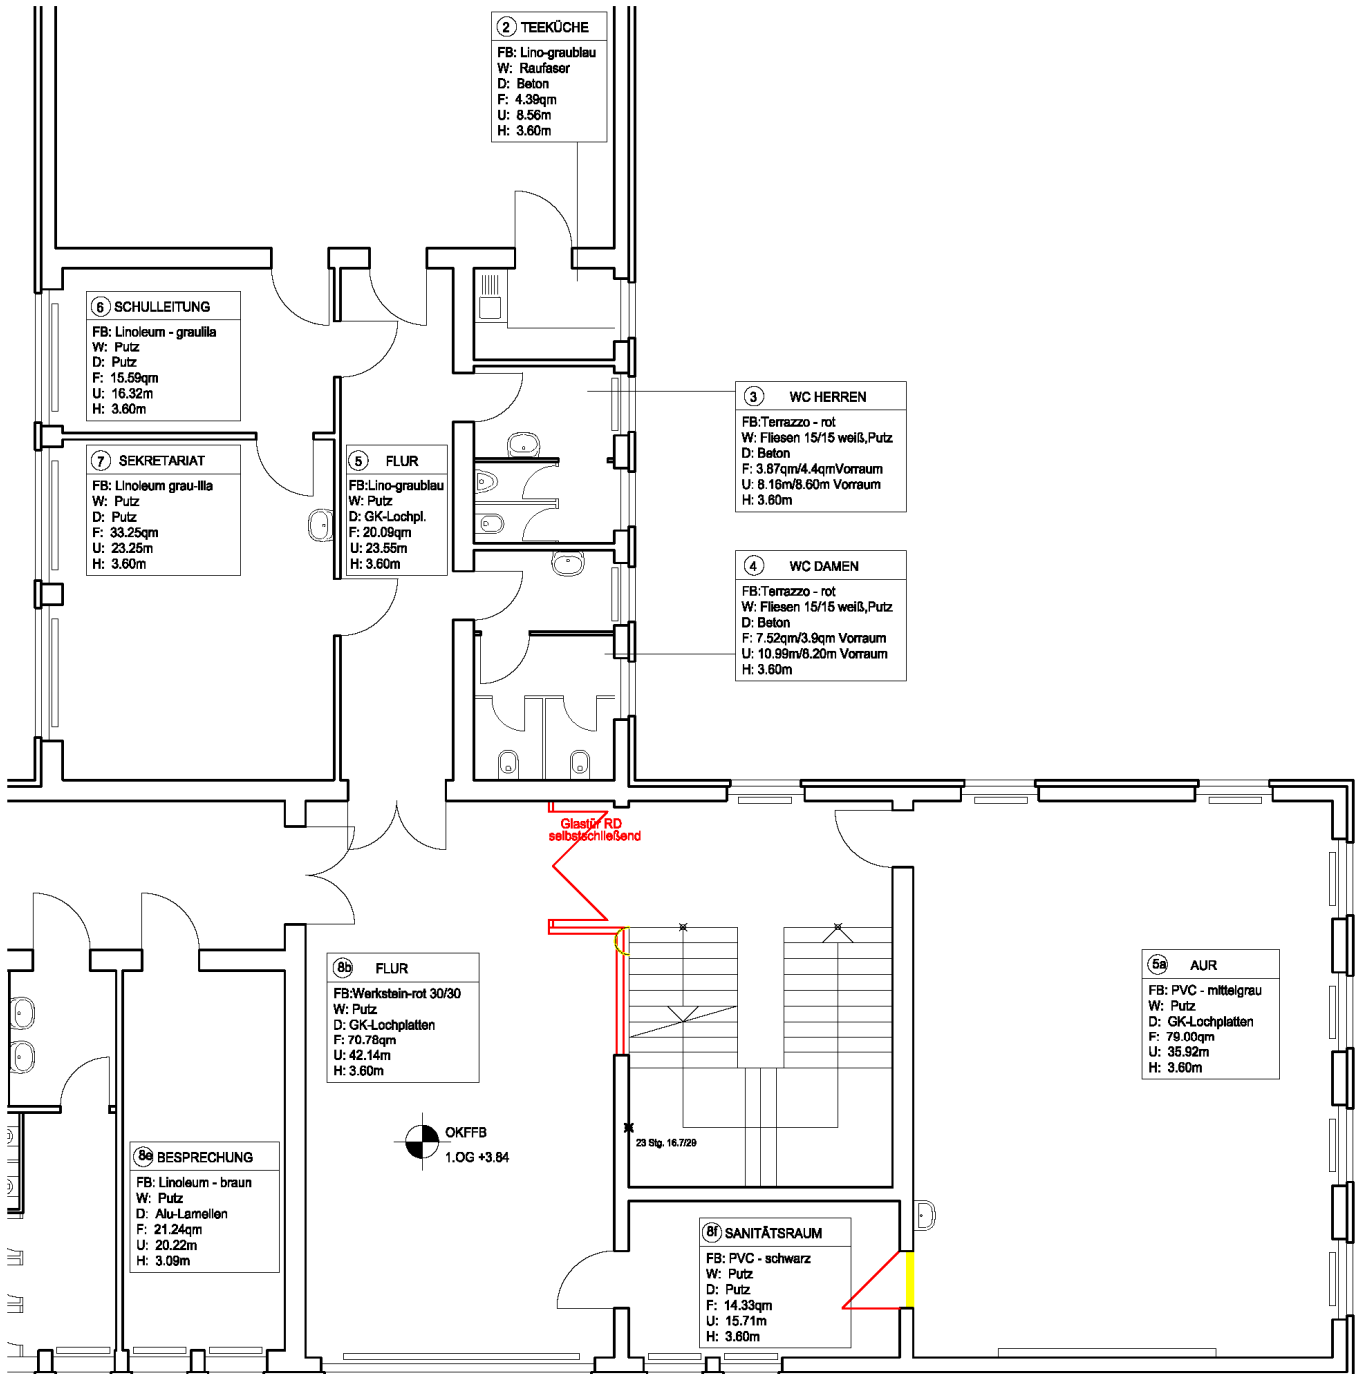 2 TEEKÜCHE
FB: Lino-graublau
W: Raufaser
D: Beton
F: 4.39qm
U: 8.56m
H: 3.60m
6 SCHULLEITUNG
FB: Linoleum - graulila
W: Putz
D: Putz
F: 15.59qm
U: 16.32m
H: 3.60m
7 SEKRETARIAT
FB: Linoleum grau-lila
W: Putz
D: Putz
F: 33.25qm
U: 23.25m
H: 3.60m
5 FLUR
FB:Lino-graublau
W: Putz
D: GK-Lochpl.
F: 20.09qm
U: 23.55m
H: 3.60m
3 WC HERREN
FB:Terrazzo - rot
W: Fliesen 15/15 weiß,Putz
D: Beton
F: 3.87qm/4.4qmVorraum
U: 8.16m/8.60m Vorraum
H: 3.60m
4 WC DAMEN
FB:Terrazzo - rot
W: Fliesen 15/15 weiß,Putz
D: Beton
F: 7.52qm/3.9qm Vorraum
U: 10.99m/8.20m Vorraum
H: 3.60m
Glastür RD
selbstschließend
8b FLUR
FB:Werkstein-rot 30/30
W: Putz
D: GK-Lochplatten
F: 70.78qm
U: 42.14m
H: 3.60m
5a AUR
FB: PVC - mittelgrau
W: Putz
D: GK-Lochplatten
F: 79.00qm
U: 35.92m
H: 3.60m
OKFFB
1.OG +3.84
23 Stg. 16.7/29
8e BESPRECHUNG
FB: Linoleum - braun
W: Putz
D: Alu-Lamellen
F: 21.24qm
U: 20.22m
H: 3.09m
8f SANITÄTSRAUM
FB: PVC - schwarz
W: Putz
D: Putz
F: 14.33qm
U: 15.71m
H: 3.60m